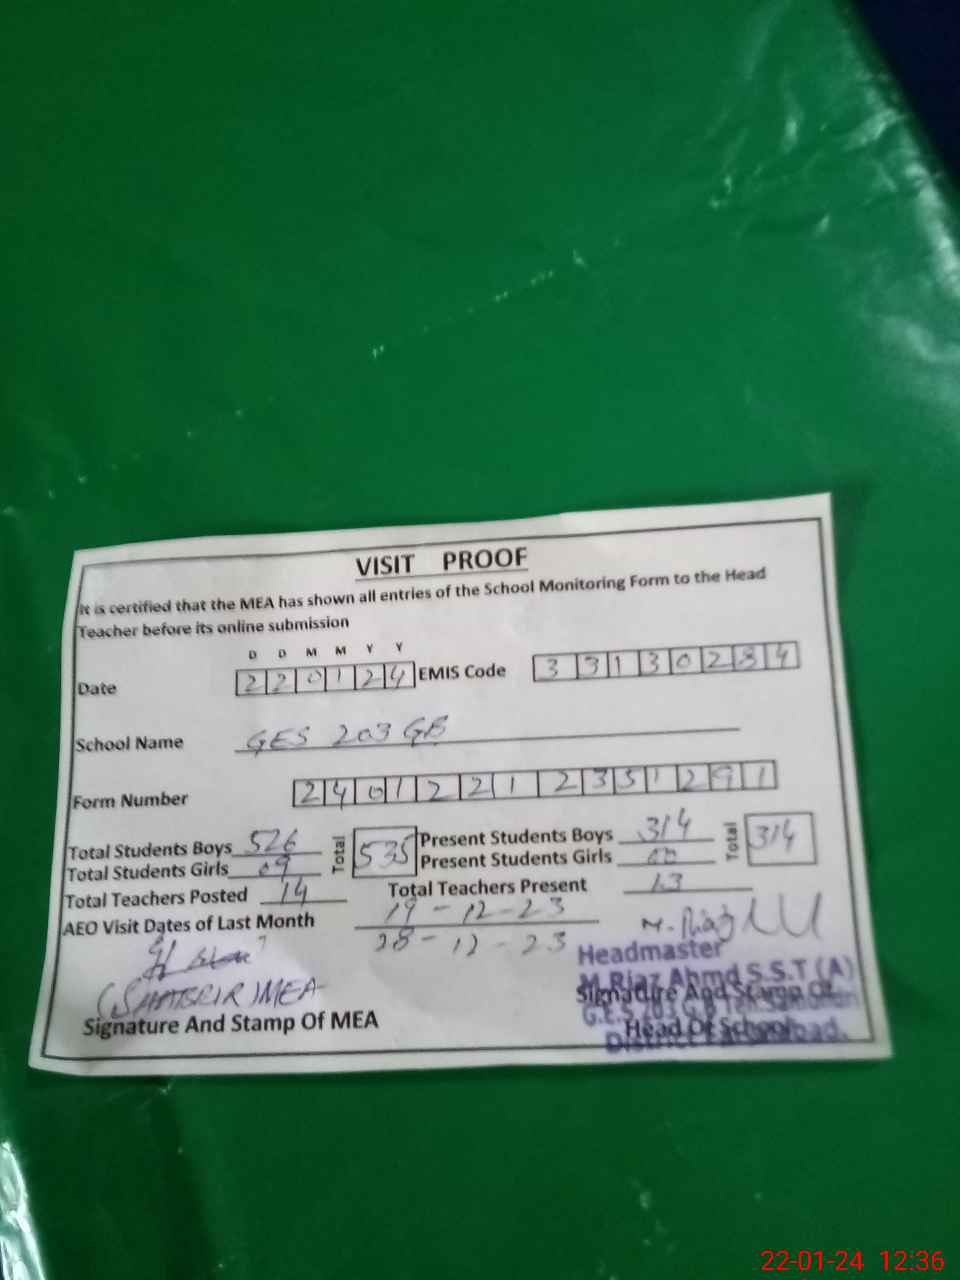 VISIT PROOF
It is certified that the MEA has shown all entries of the School Monitoring Form to the Head
Teacher before its online submission
D D M M Y Y
Date 220124 EMIS Code 33130284
School Name GES 203 GB
Form Number 24012212331291
Total Students Boys 526 Total 535 Present Students Boys 314 Total 314
Total Students Girls 09 Present Students Girls 00
Total Teachers Posted 14 Total Teachers Present 13
AEO Visit Dates of Last Month 19-12-23
28-12-23
M. Riaz
Headmaster
M.Riaz Ahmd S.S.T (A)
MEA
Signature And Stamp Of MEA
Signature And Stamp Of
G.E.S 203 G.B
Head Of School
District Faisalabad.
22-01-24 12:36